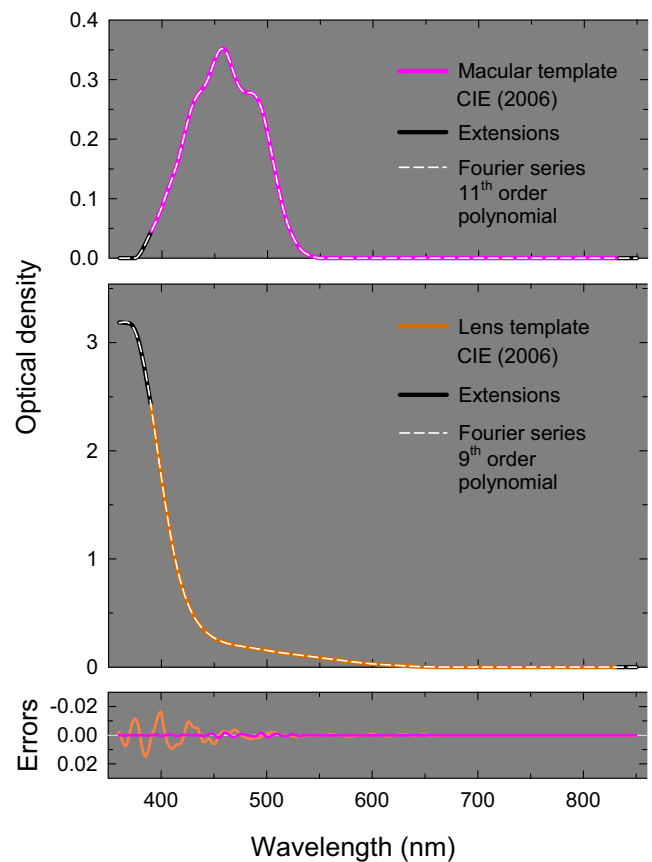 0.4
0.3
0.2
0.1
0.0
Macular template
CIE (2006)
Extensions
Fourier series
11th order
polynomial
Optical density
3
2
1
0
Lens template
CIE (2006)
Extensions
Fourier series
9th order
polynomial
Errors
-0.02
0.00
0.02
400 500 600 700 800
Wavelength (nm)